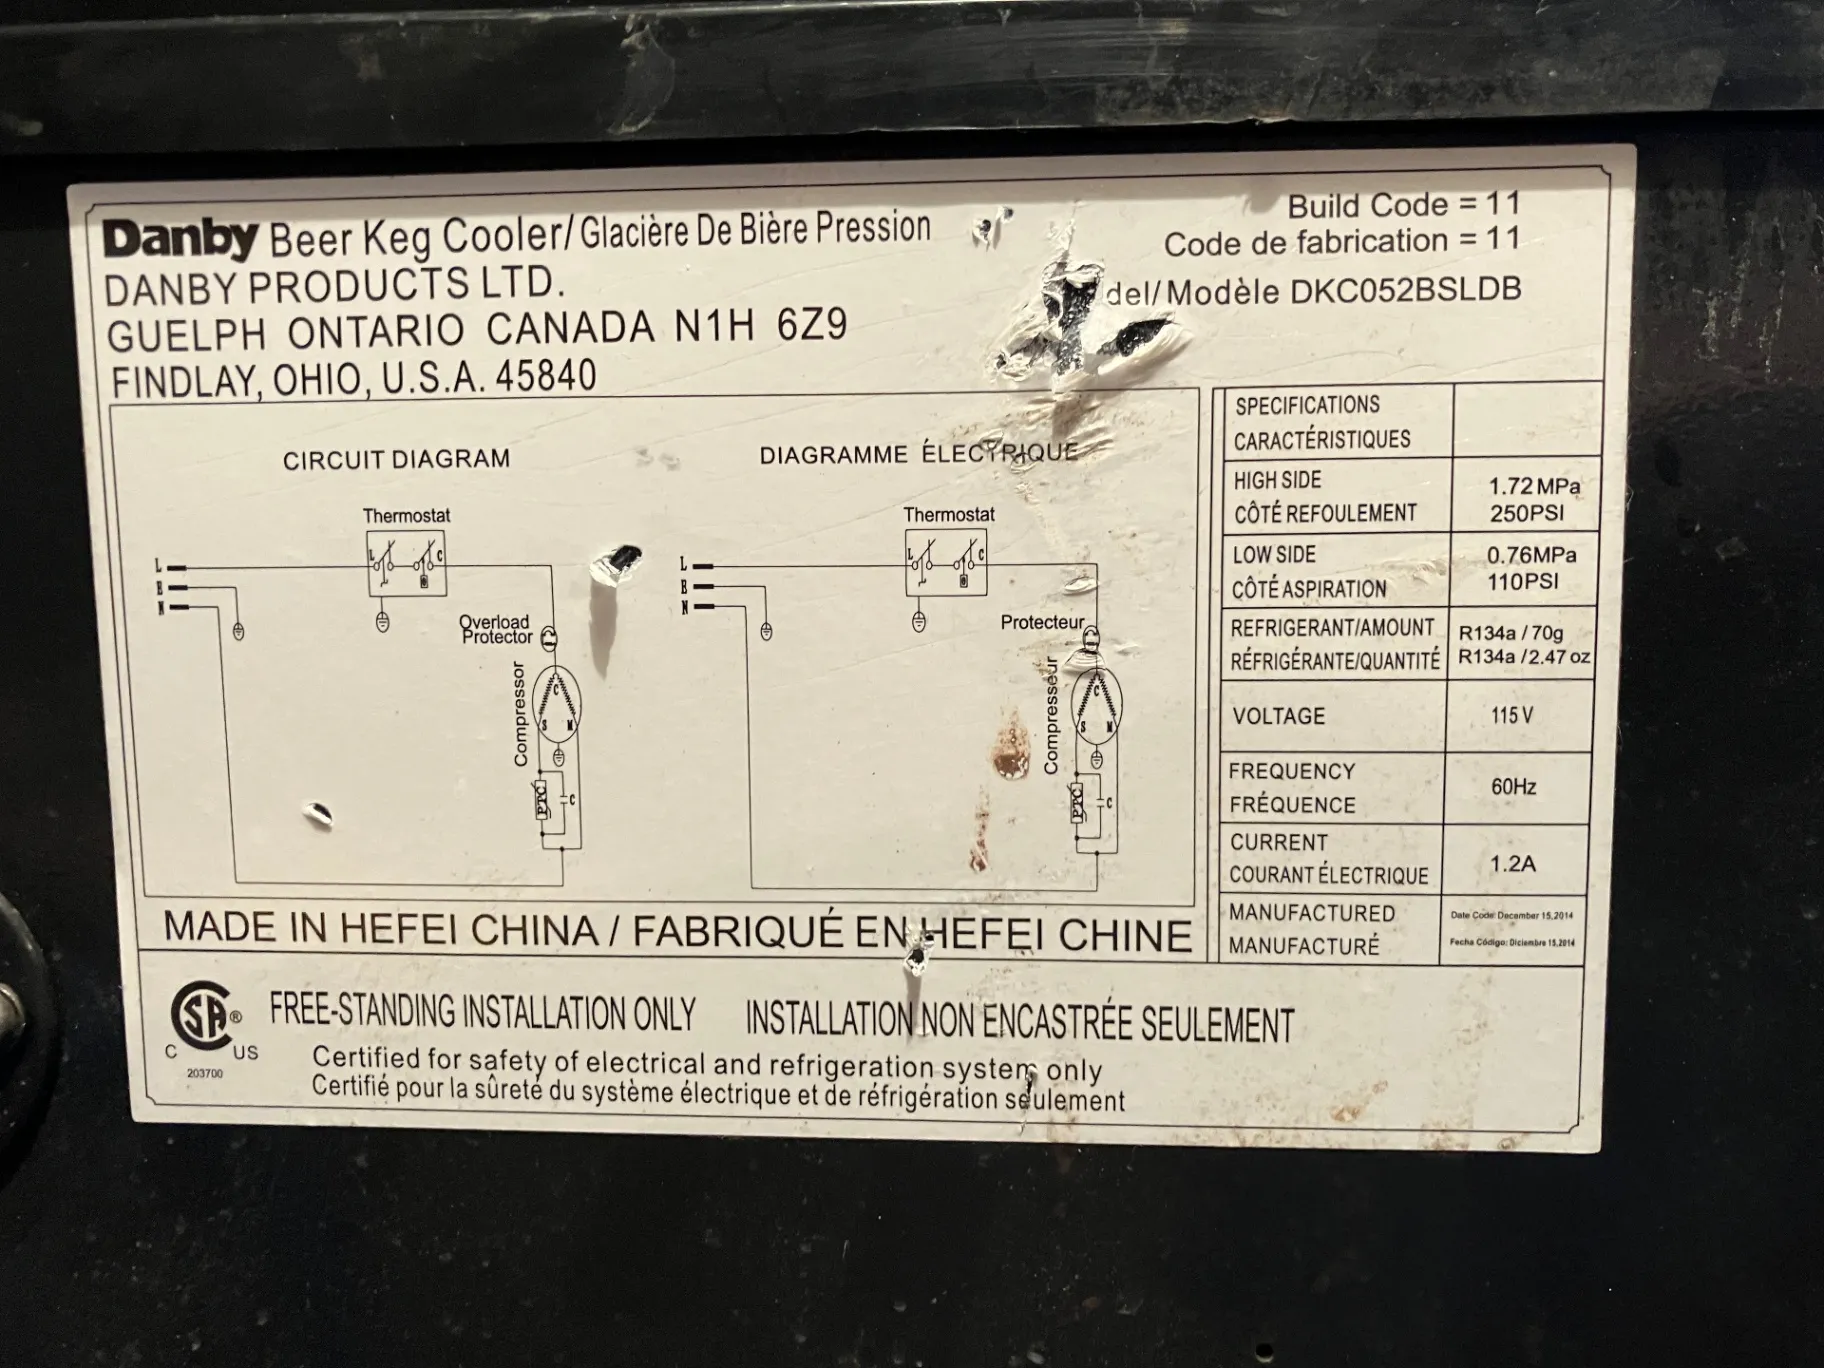 Danby Beer Keg Cooler/Glacière De Bière Pression
DANBY PRODUCTS LTD.
GUELPH ONTARIO CANADA N1H 6Z9
FINDLAY, OHIO, U.S.A. 45840
Build Code = 11
Code de fabrication = 11
del/Modèle DKC052BSLDB
CIRCUIT DIAGRAM
Thermostat
L C
L
E
N
Overload
Protector
Compressor
C
S M
PTC C
DIAGRAMME ÉLECTRIQUE
Thermostat
L C
L
E
N
Protecteur
Compresseur
C
S M
PTC C
SPECIFICATIONS
CARACTÉRISTIQUES
HIGH SIDE 1.72 MPa
CÔTÉ REFOULEMENT 250PSI
LOW SIDE 0.76MPa
CÔTÉ ASPIRATION 110PSI
REFRIGERANT/AMOUNT R134a / 70g
RÉFRIGÉRANTE/QUANTITÉ R134a /2.47 oz
VOLTAGE 115 V
FREQUENCY
FRÉQUENCE
60Hz
CURRENT
COURANT ÉLECTRIQUE
1.2A
MANUFACTURED Date Code: December 15,2014
MANUFACTURÉ Fecha Código: Diciembre 15,2014
MADE IN HEFEI CHINA / FABRIQUÉ EN HEFEI CHINE
CSA®
C US
203700
FREE-STANDING INSTALLATION ONLY INSTALLATION NON ENCASTRÉE SEULEMENT
Certified for safety of electrical and refrigeration system only
Certifié pour la sûreté du système électrique et de réfrigération seulement